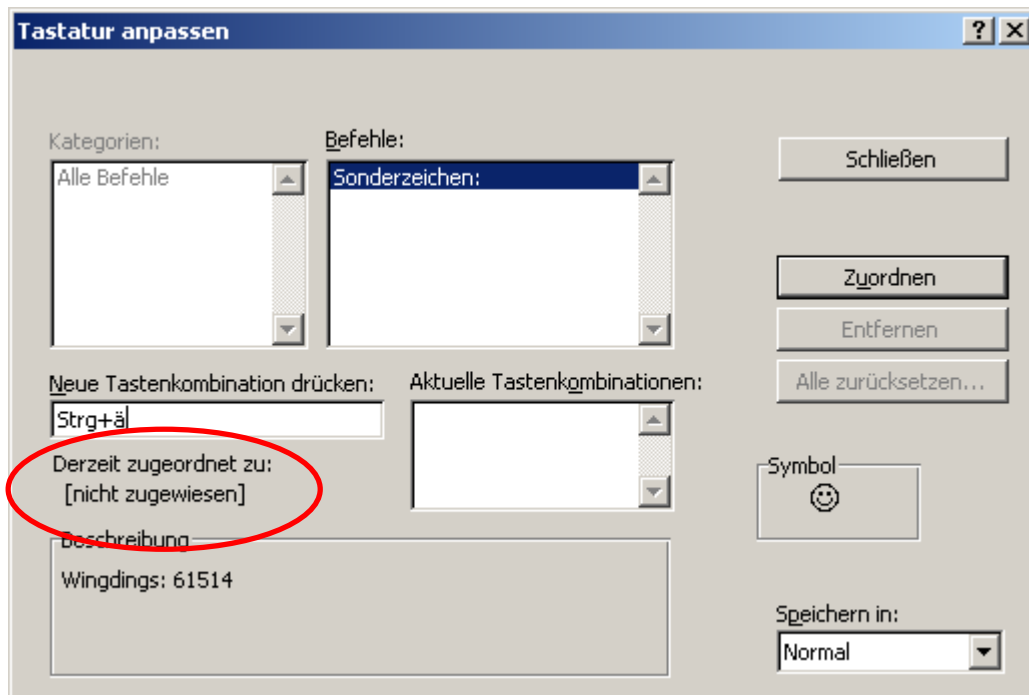 Tastatur anpassen
Kategorien:
Befehle:
Alle Befehle
Sonderzeichen:
Schließen
Zuordnen
Entfernen
Alle zurücksetzen...
Neue Tastenkombination drücken:
Aktuelle Tastenkombinationen:
Strg+ä
Derzeit zugeordnet zu:
[nicht zugewiesen]
Symbol
Beschreibung
Wingdings: 61514
Speichern in:
Normal